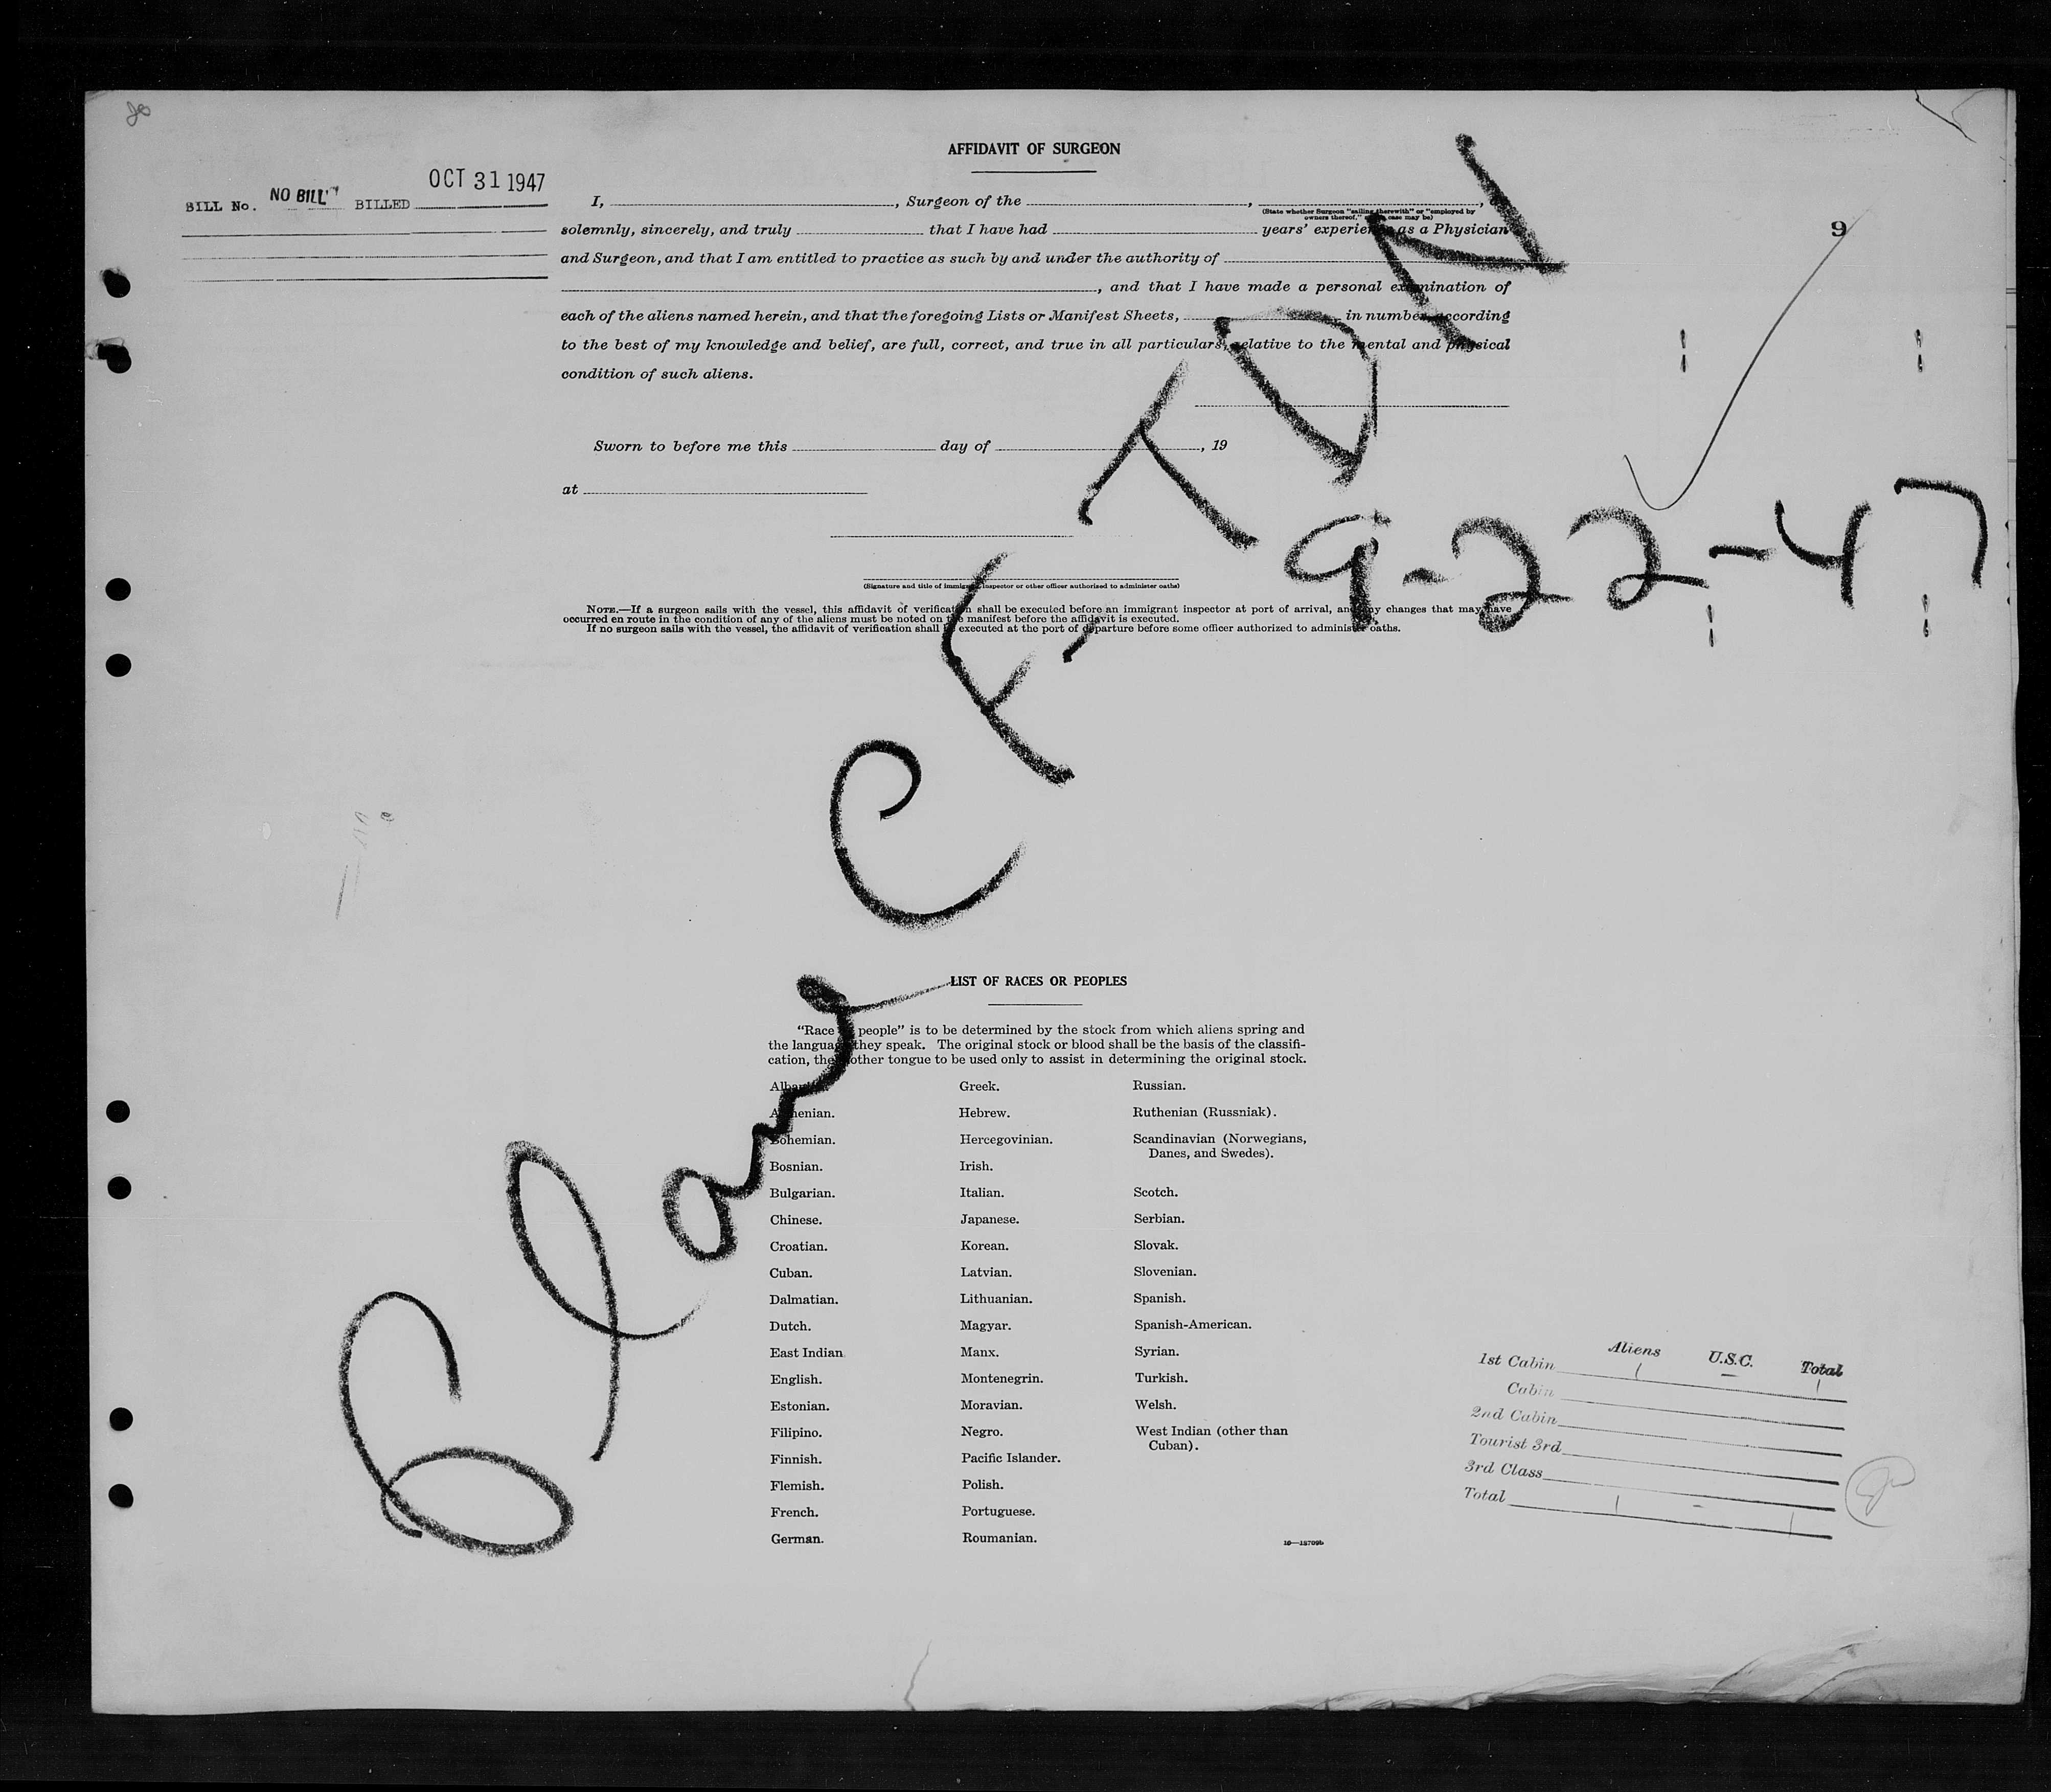 AFFIDAVIT OF SURGEON
OCT 31 1947
BILL No. NO BILL BILLED
9
I, , Surgeon of the , ,
(State whether Surgeon "sailing therewith" or "employed by
owners thereof," case may be)
solemnly, sincerely, and truly that I have had years' experience as a Physician
and Surgeon, and that I am entitled to practice as such by and under the authority of
, and that I have made a personal examination of
each of the aliens named herein, and that the foregoing Lists or Manifest Sheets, in number, according
to the best of my knowledge and belief, are full, correct, and true in all particulars, relative to the mental and physical
condition of such aliens.
Sworn to before me this day of , 19
at
(Signature and title of immigrant inspector or other officer authorized to administer oaths)
NOTE.—If a surgeon sails with the vessel, this affidavit of verification shall be executed before an immigrant inspector at port of arrival, and any changes that may have
occurred en route in the condition of any of the aliens must be noted on the manifest before the affidavit is executed.
If no surgeon sails with the vessel, the affidavit of verification shall be executed at the port of departure before some officer authorized to administer oaths.
CF-TDN
9-22-47
LIST OF RACES OR PEOPLES
"Race or people" is to be determined by the stock from which aliens spring and
the language they speak. The original stock or blood shall be the basis of the classifi-
cation, the mother tongue to be used only to assist in determining the original stock.
Albanian.
Armenian.
Bohemian.
Bosnian.
Bulgarian.
Chinese.
Croatian.
Cuban.
Dalmatian.
Dutch.
East Indian
English.
Estonian.
Filipino.
Finnish.
Flemish.
French.
German.
Greek.
Hebrew.
Hercegovinian.
Irish.
Italian.
Japanese.
Korean.
Latvian.
Lithuanian.
Magyar.
Manx.
Montenegrin.
Moravian.
Negro.
Pacific Islander.
Polish.
Portuguese.
Roumanian.
Russian.
Ruthenian (Russniak).
Scandinavian (Norwegians,
Danes, and Swedes).
Scotch.
Serbian.
Slovak.
Slovenian.
Spanish.
Spanish-American.
Syrian.
Turkish.
Welsh.
West Indian (other than
Cuban).
Aliens U.S.C. Total
1st Cabin 1 - 1
Cabin
2nd Cabin
Tourist 3rd
3rd Class
Total 1 - 1